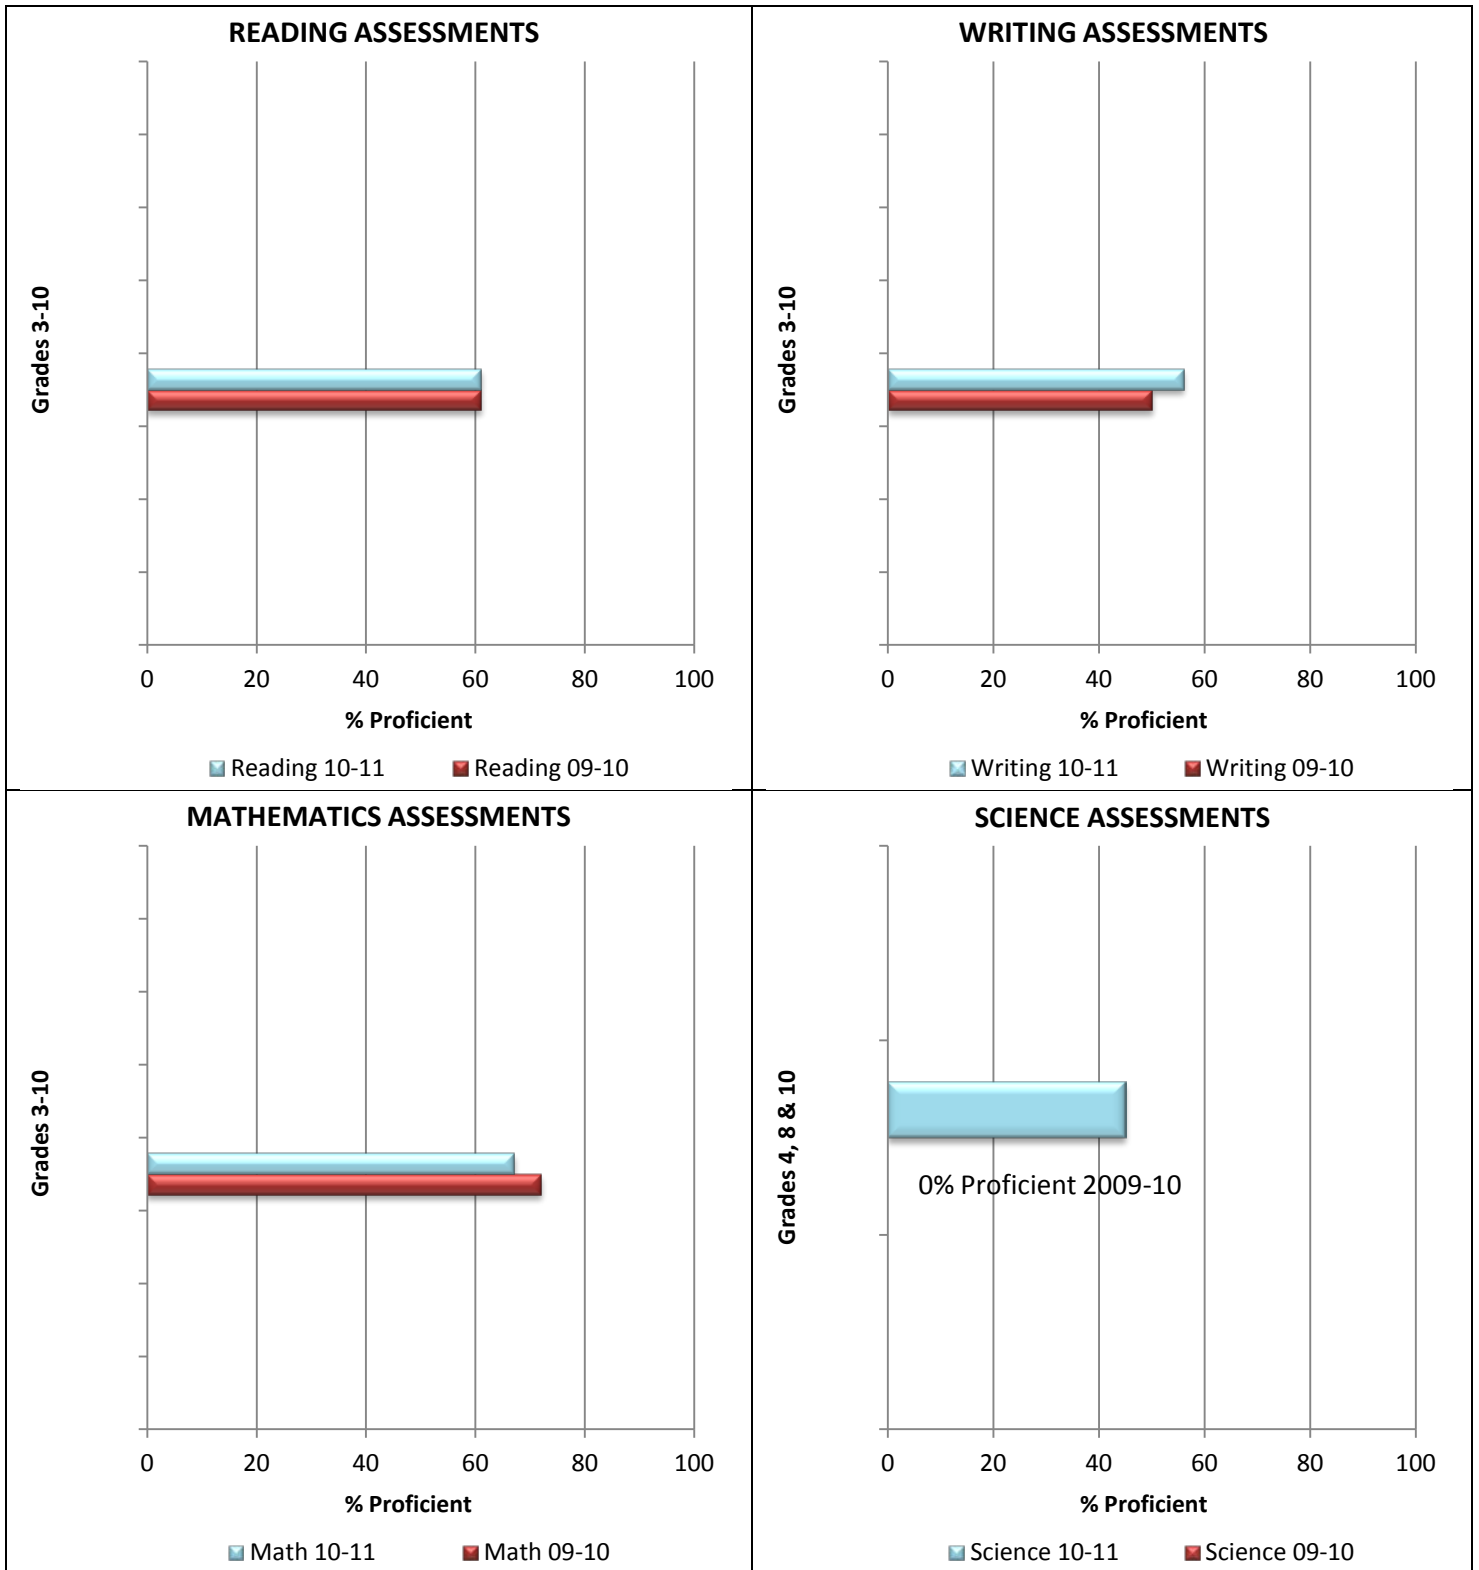 READING ASSESSMENTS
Grades 3-10
0 20 40 60 80 100
% Proficient
Reading 10-11 Reading 09-10
WRITING ASSESSMENTS
Grades 3-10
0 20 40 60 80 100
% Proficient
Writing 10-11 Writing 09-10
MATHEMATICS ASSESSMENTS
Grades 3-10
0 20 40 60 80 100
% Proficient
Math 10-11 Math 09-10
SCIENCE ASSESSMENTS
Grades 4, 8 & 10
0% Proficient 2009-10
0 20 40 60 80 100
% Proficient
Science 10-11 Science 09-10